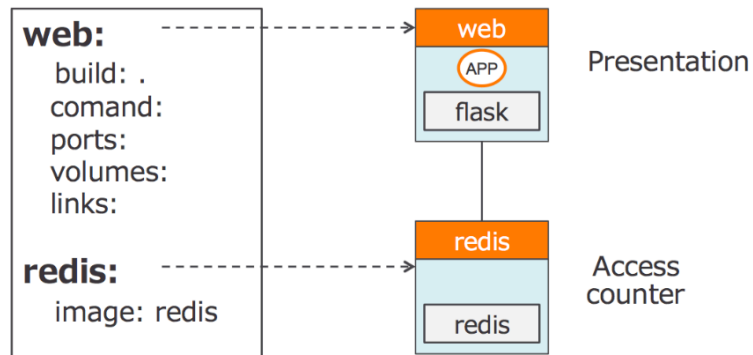 web:
build: .
comand:
ports:
volumes:
links:
redis:
image: redis
web
APP
flask
Presentation
redis
redis
Access
counter